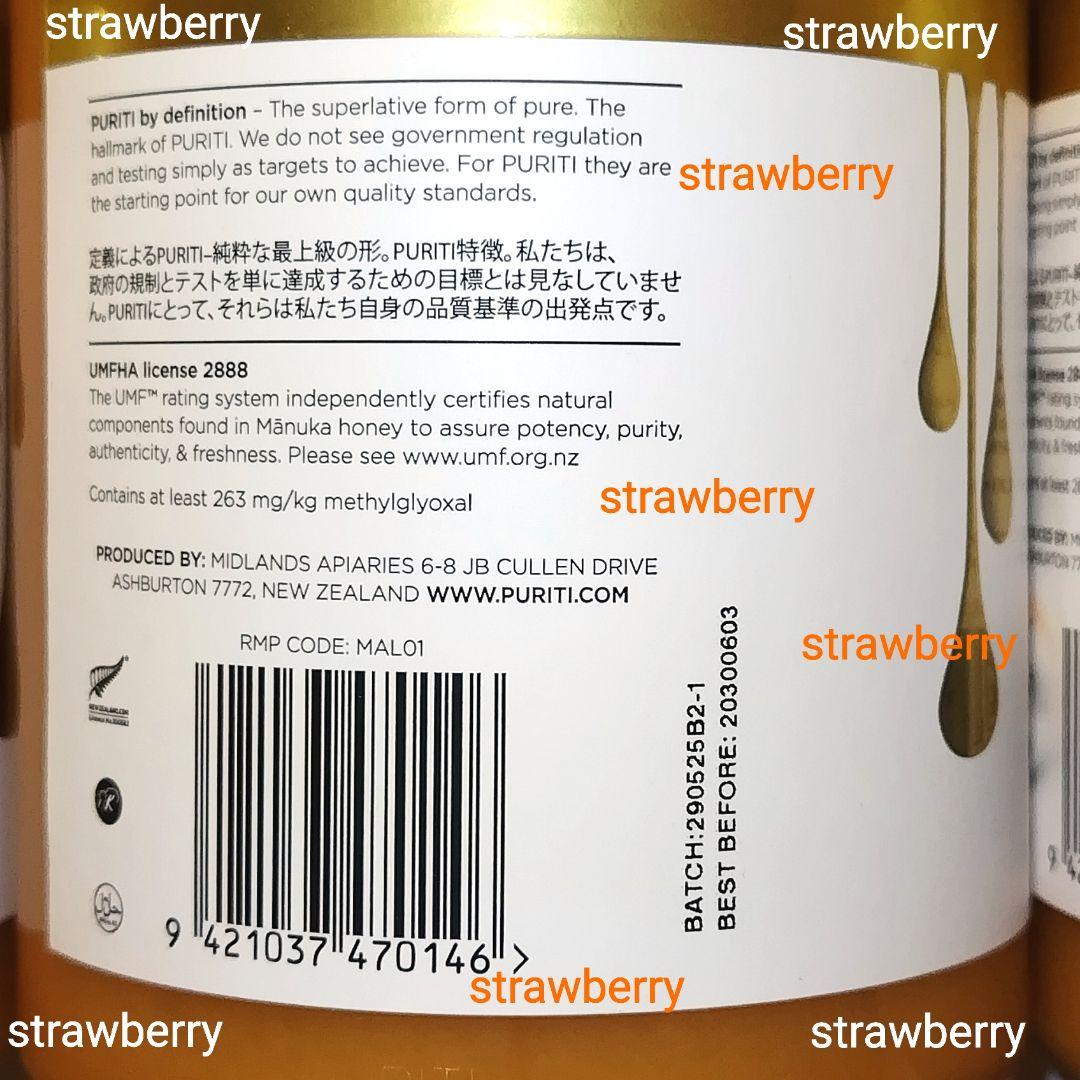 strawberry
strawberry
PURITI by definition – The superlative form of pure. The
hallmark of PURITI. We do not see government regulation
and testing simply as targets to achieve. For PURITI they are
the starting point for our own quality standards.
strawberry
定義によるPURITI–純粋な最上級の形。PURITI特徴。私たちは、
政府の規制とテストを単に達成するための目標とは見なしていませ
ん。PURITIにとって、それらは私たち自身の品質基準の出発点です。
UMFHA license 2888
The UMF™ rating system independently certifies natural
components found in Mānuka honey to assure potency, purity,
authenticity, & freshness. Please see www.umf.org.nz
Contains at least 263 mg/kg methylglyoxal
strawberry
PRODUCED BY: MIDLANDS APIARIES 6-8 JB CULLEN DRIVE
ASHBURTON 7772, NEW ZEALAND WWW.PURITI.COM
RMP CODE: MAL01
strawberry
BATCH:290525B2-1
BEST BEFORE: 20300603
9 421037 470146 >
strawberry
strawberry
strawberry